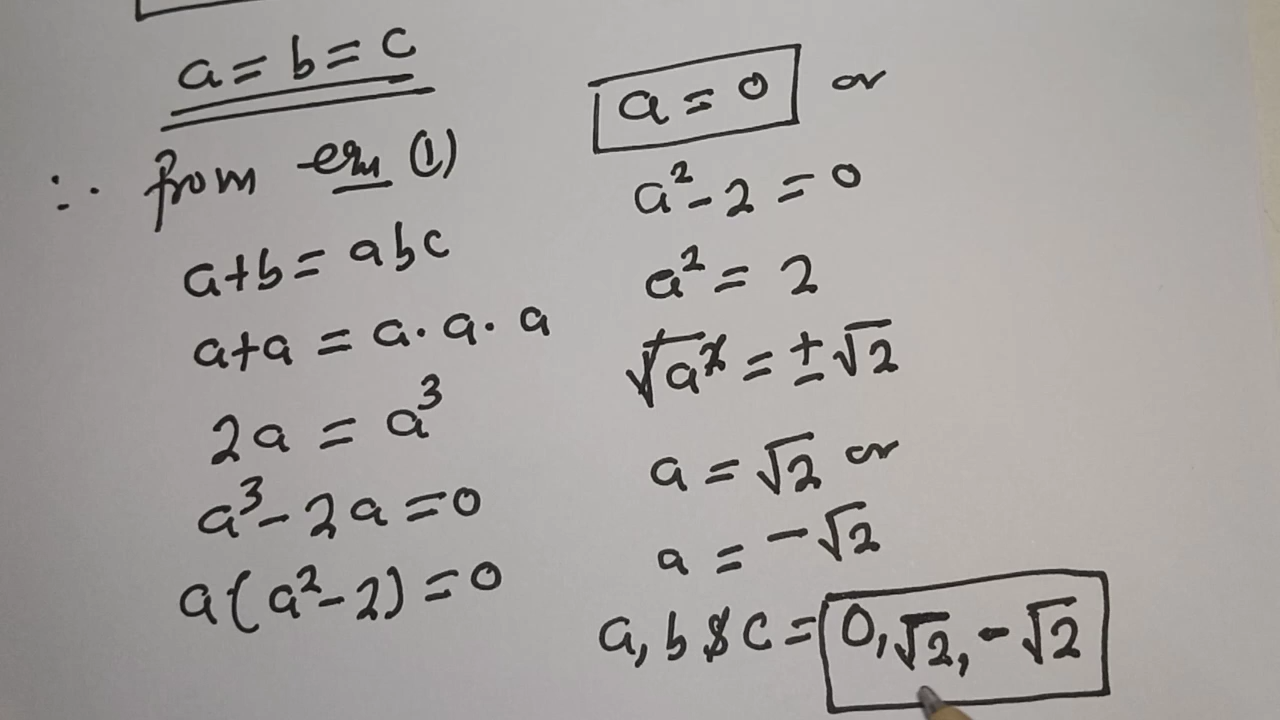 a = b = c
∴ from eqn (1)
a+b = abc
a+a = a·a·a
2a = a³
a³ - 2a = 0
a(a² - 2) = 0
a = 0 or
a² - 2 = 0
a² = 2
√a² = ±√2
a = √2 or
a = -√2
a, b & c = 0, √2, -√2